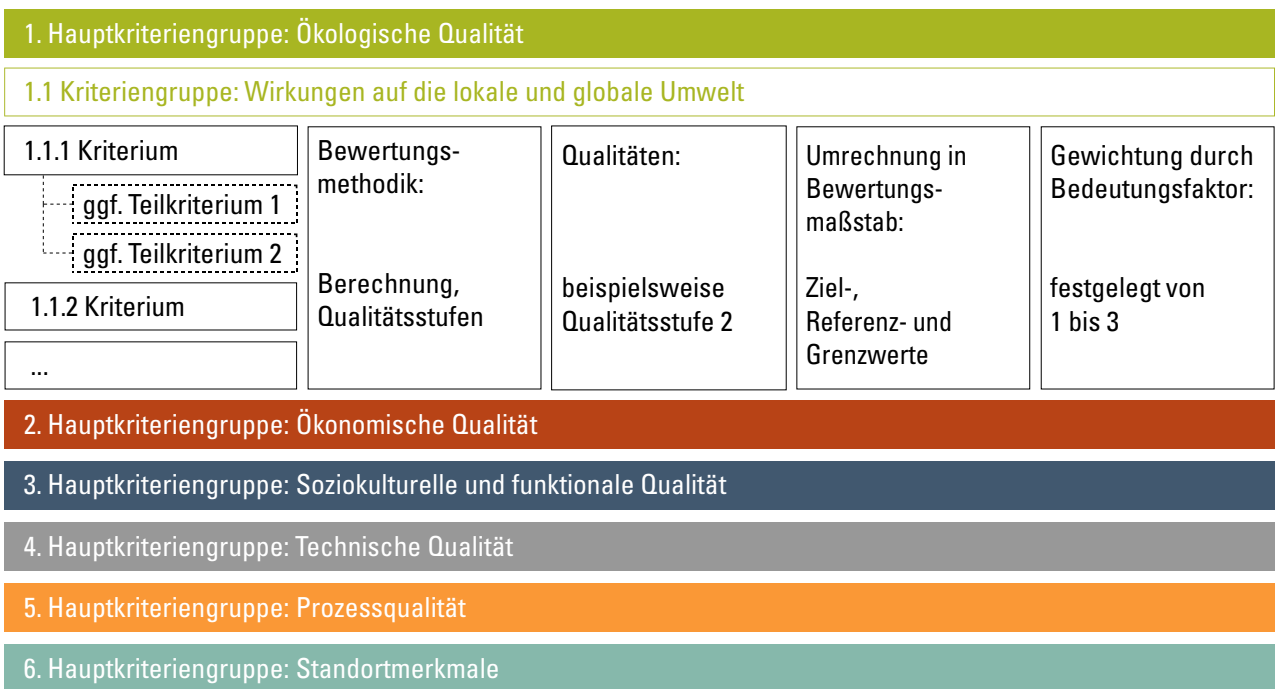 1. Hauptkriteriengruppe: Ökologische Qualität
1.1 Kriteriengruppe: Wirkungen auf die lokale und globale Umwelt
1.1.1 Kriterium
ggf. Teilkriterium 1
ggf. Teilkriterium 2
1.1.2 Kriterium
...
Bewertungs-
methodik:
Berechnung,
Qualitätsstufen
Qualitäten:
beispielsweise
Qualitätsstufe 2
Umrechnung in
Bewertungs-
maßstab:
Ziel-,
Referenz- und
Grenzwerte
Gewichtung durch
Bedeutungsfaktor:
festgelegt von
1 bis 3
2. Hauptkriteriengruppe: Ökonomische Qualität
3. Hauptkriteriengruppe: Soziokulturelle und funktionale Qualität
4. Hauptkriteriengruppe: Technische Qualität
5. Hauptkriteriengruppe: Prozessqualität
6. Hauptkriteriengruppe: Standortmerkmale